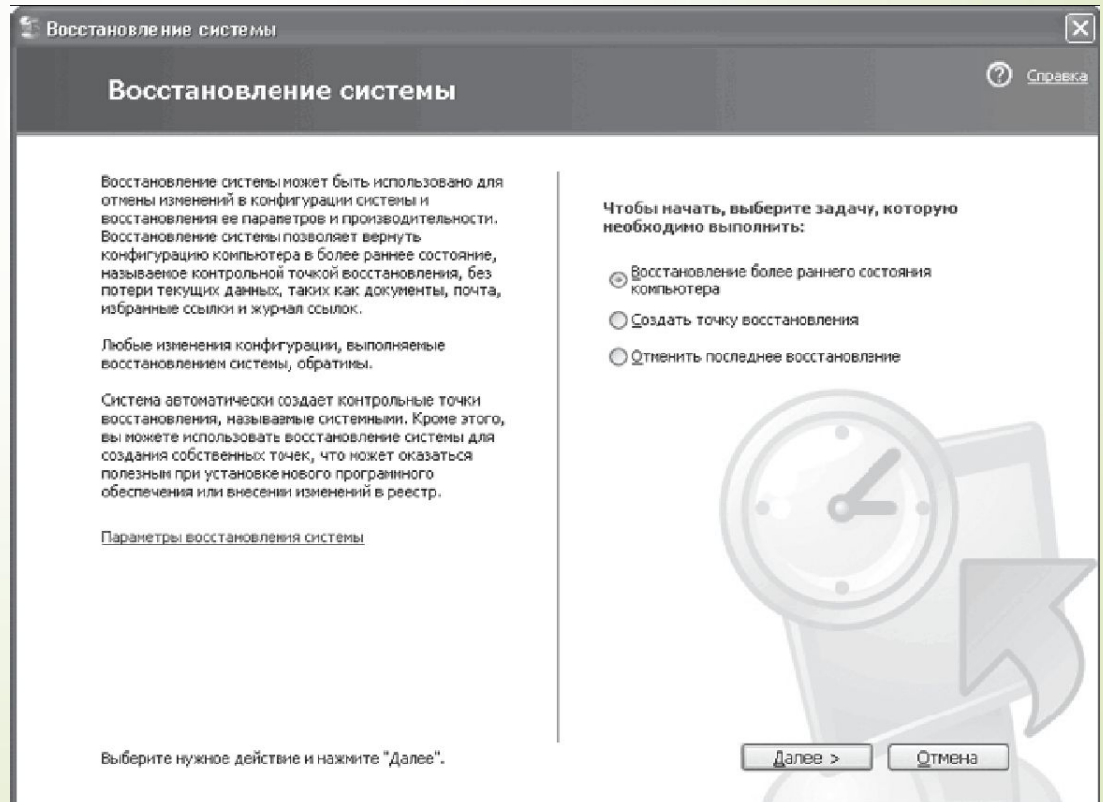 Восстановление системы
Восстановление системы
Справка
Восстановление системы может быть использовано для
отмены изменений в конфигурации системы и
восстановления ее параметров и производительности.
Восстановление системы позволяет вернуть
конфигурацию компьютера в более раннее состояние,
называемое контрольной точкой восстановления, без
потери текущих данных, таких как документы, почта,
избранные ссылки и журнал ссылок.
Любые изменения конфигурации, выполняемые
восстановлением системы, обратимы.
Система автоматически создает контрольные точки
восстановления, называемые системными. Кроме этого,
вы можете использовать восстановление системы для
создания собственных точек, что может оказаться
полезным при установке нового программного
обеспечения или внесении изменений в реестр.
Параметры восстановления системы
Выберите нужное действие и нажмите "Далее".
Чтобы начать, выберите задачу, которую
необходимо выполнить:
Восстановление более раннего состояния
компьютера
Создать точку восстановления
Отменить последнее восстановление
Далее >
Отмена